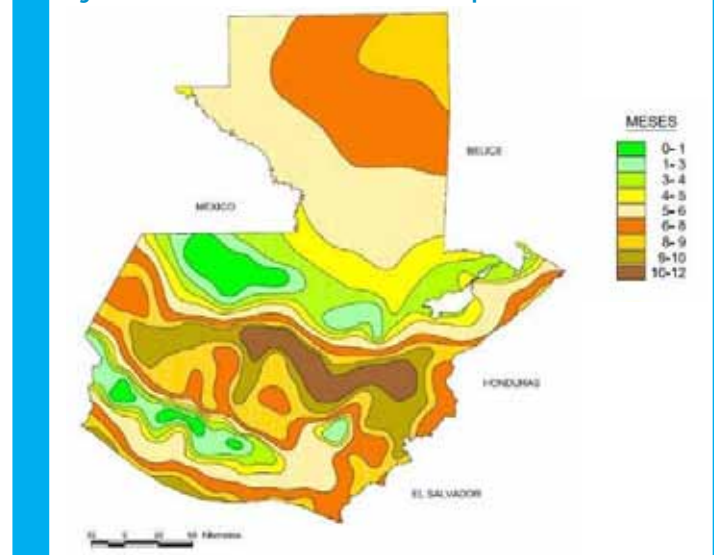 MESES
0- 1
1- 3
3- 4
4- 5
5- 6
6- 8
8- 9
9-10
10-12
BELICE
MEXICO
HONDURAS
EL SALVADOR
Kilometers